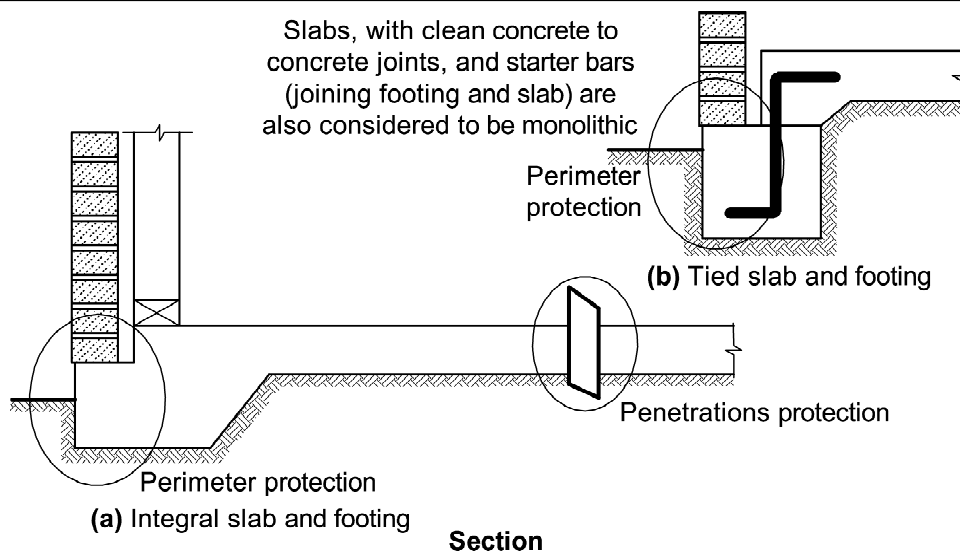 Slabs, with clean concrete to
concrete joints, and starter bars
(joining footing and slab) are
also considered to be monolithic
Perimeter
protection
(b) Tied slab and footing
Penetrations protection
Perimeter protection
(a) Integral slab and footing
Section